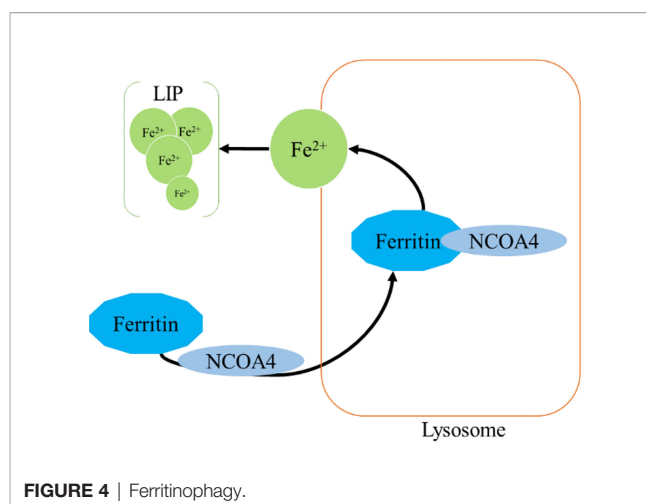 LIP
Fe²⁺
Fe²⁺
Fe²⁺
Fe²⁺
Fe²⁺
Ferritin
NCOA4
Ferritin
NCOA4
Lysosome
FIGURE 4 | Ferritinophagy.